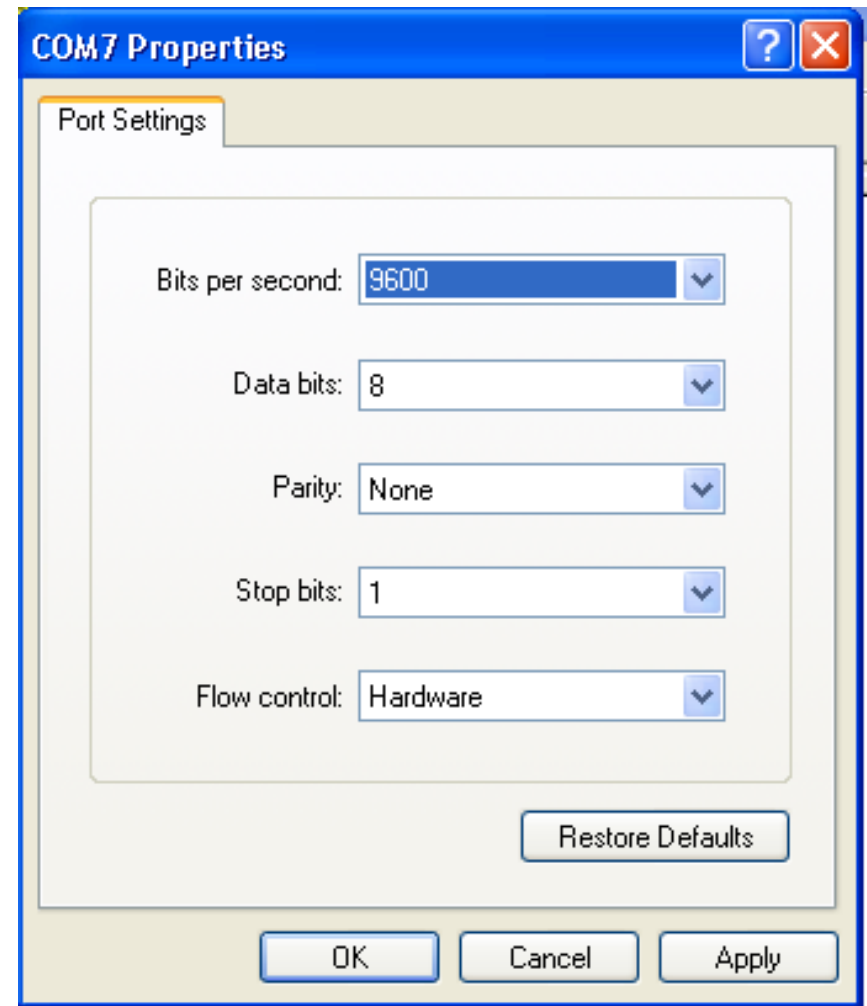 COM7 Properties
Port Settings
Bits per second: 9600
Data bits: 8
Parity: None
Stop bits: 1
Flow control: Hardware
Restore Defaults
OK Cancel Apply